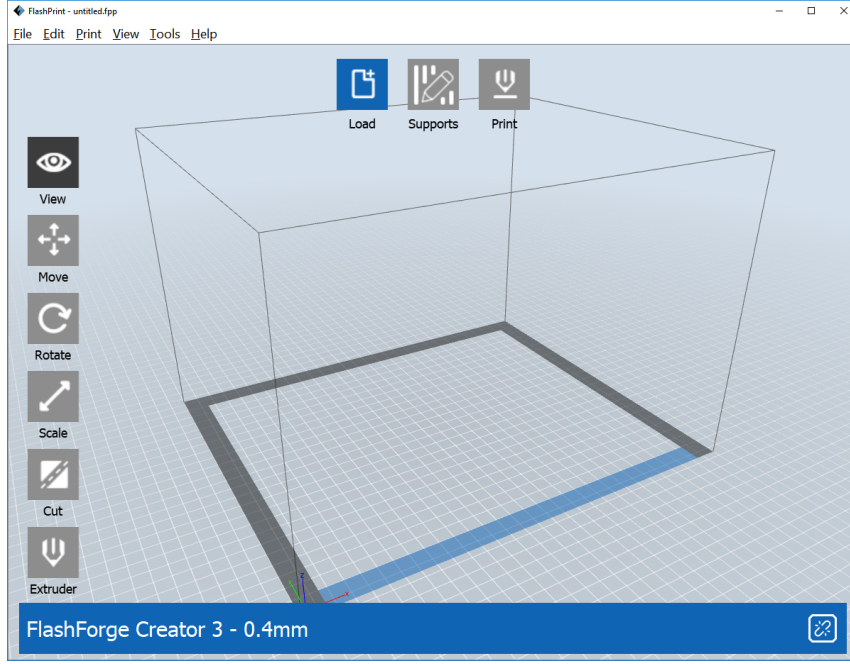 FlashPrint - untitled.fpp
File Edit Print View Tools Help
Load Supports Print
View
Move
Rotate
Scale
Cut
Extruder
z
x
FlashForge Creator 3 - 0.4mm